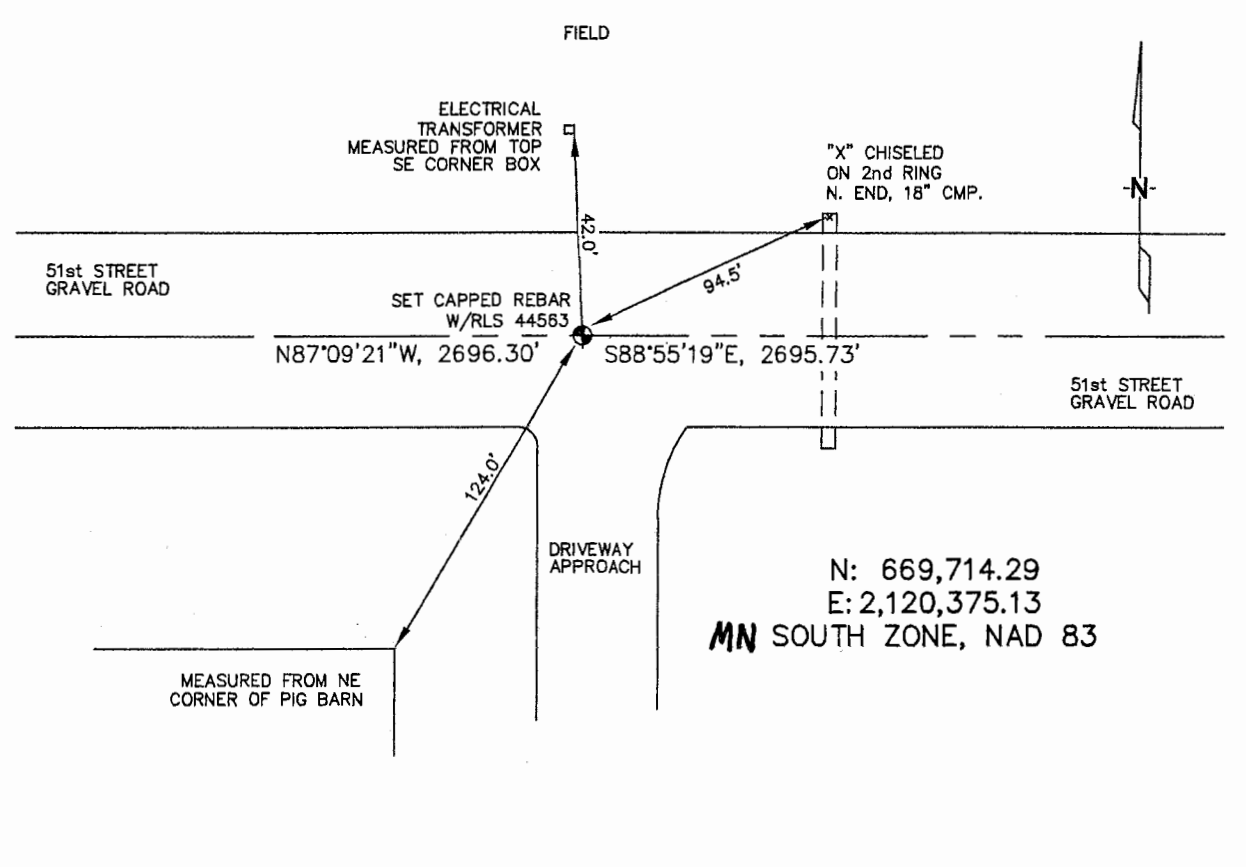 FIELD
ELECTRICAL
TRANSFORMER
MEASURED FROM TOP
SE CORNER BOX
"X" CHISELED
ON 2nd RING
N. END, 18" CMP.
N
42.0'
51st STREET
GRAVEL ROAD
94.5'
SET CAPPED REBAR
W/RLS 44563
N87°09'21"W, 2696.30'
S88°55'19"E, 2695.73'
51st STREET
GRAVEL ROAD
124.0'
DRIVEWAY
APPROACH
N: 669,714.29
E: 2,120,375.13
MN SOUTH ZONE, NAD 83
MEASURED FROM NE
CORNER OF PIG BARN